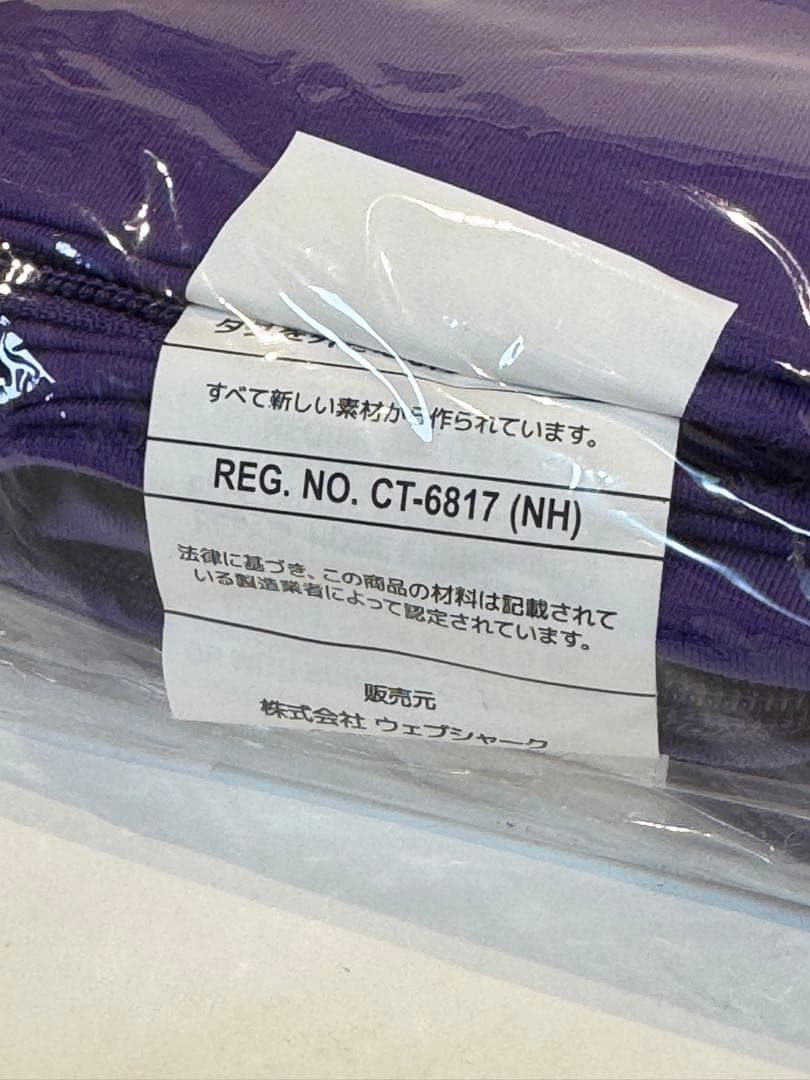 すべて新しい素材から作られています。
REG. NO. CT-6817 (NH)
法律に基づき、この商品の材料は記載されて
いる製造業者によって認定されています。
販売元
株式会社 ウェブシャーク